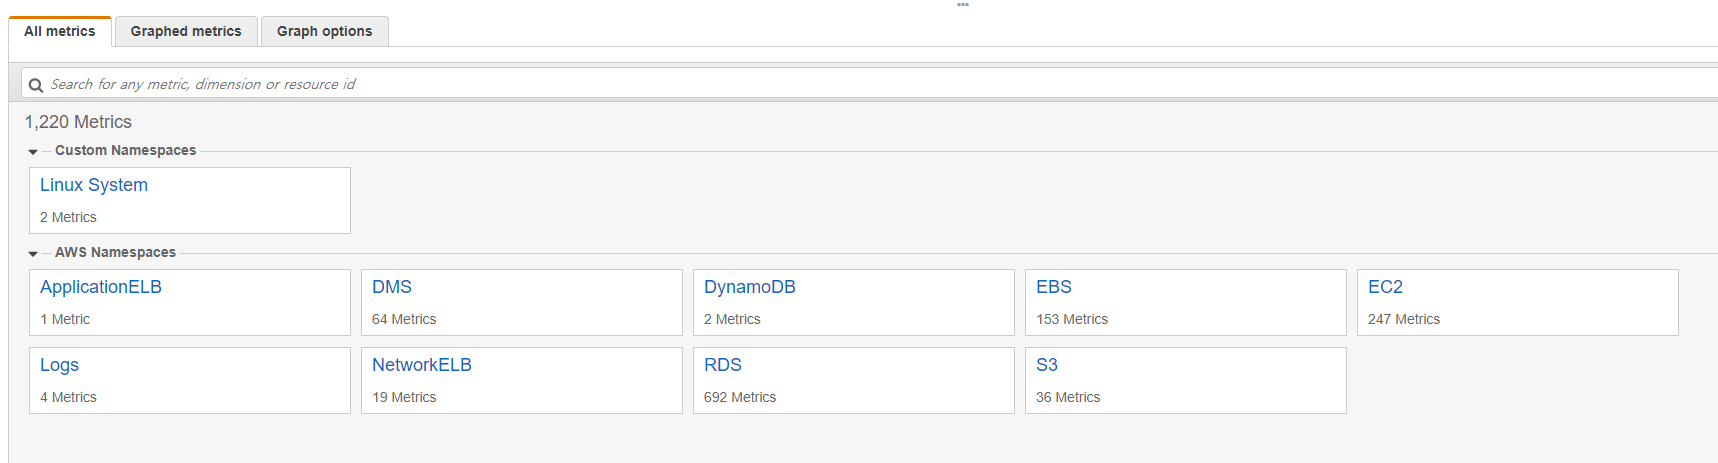 All metrics
Graphed metrics
Graph options
Search for any metric, dimension or resource id
1,220 Metrics
Custom Namespaces
Linux System
2 Metrics
AWS Namespaces
ApplicationELB
1 Metric
DMS
64 Metrics
DynamoDB
2 Metrics
EBS
153 Metrics
EC2
247 Metrics
Logs
4 Metrics
NetworkELB
19 Metrics
RDS
692 Metrics
S3
36 Metrics